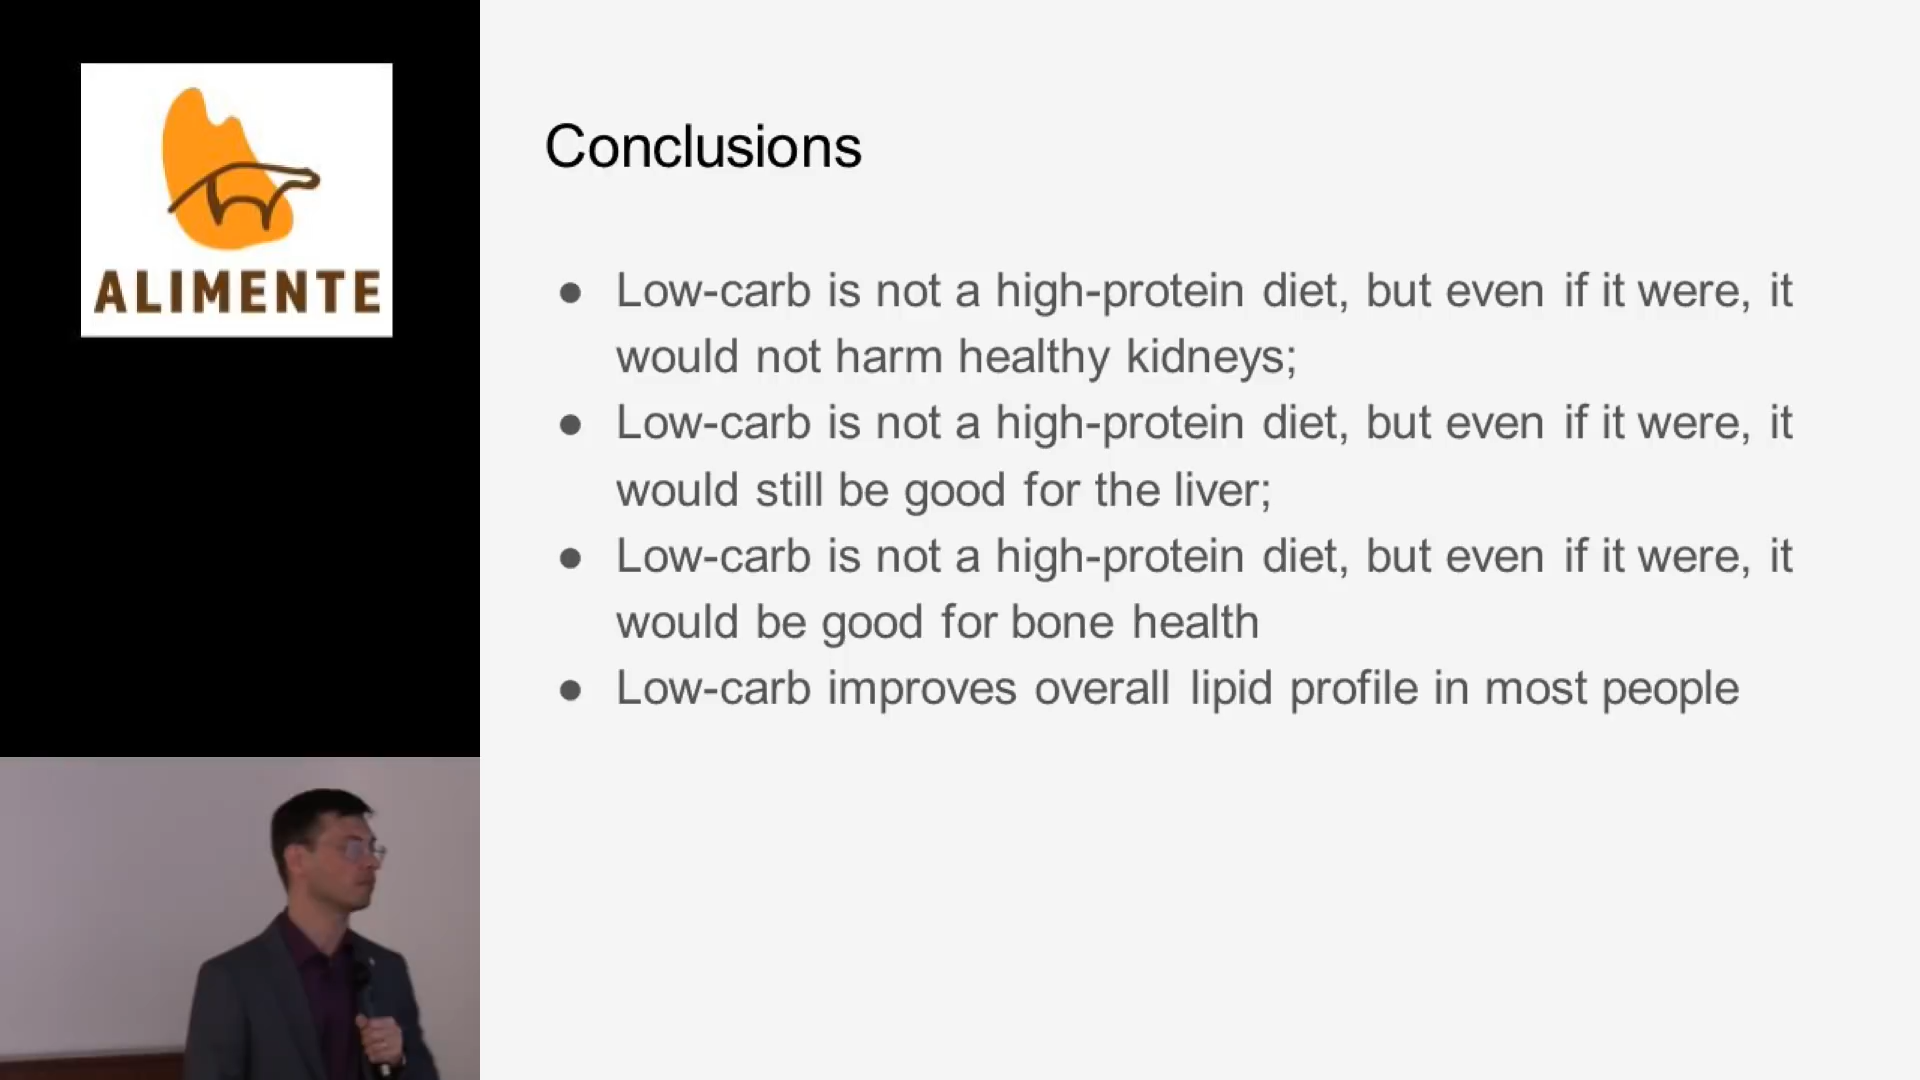 ALIMENTE
Conclusions
● Low-carb is not a high-protein diet, but even if it were, it
would not harm healthy kidneys;
● Low-carb is not a high-protein diet, but even if it were, it
would still be good for the liver;
● Low-carb is not a high-protein diet, but even if it were, it
would be good for bone health
● Low-carb improves overall lipid profile in most people